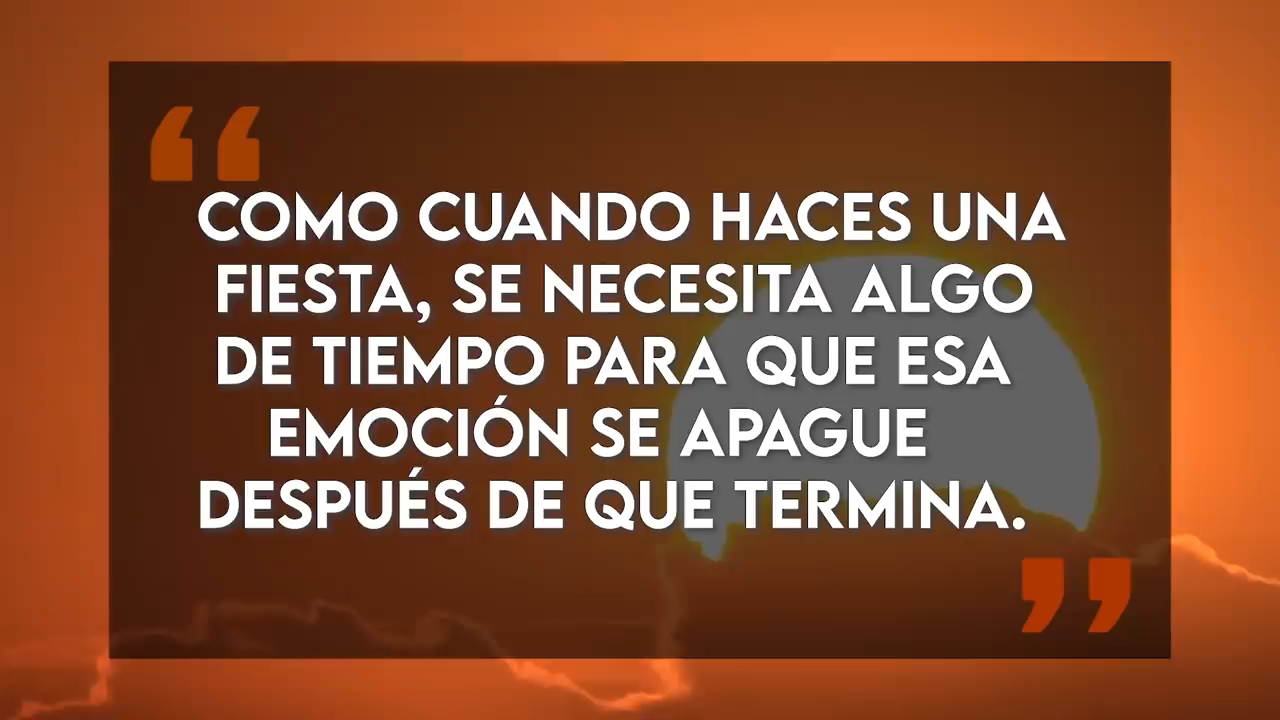 “
COMO CUANDO HACES UNA
FIESTA, SE NECESITA ALGO
DE TIEMPO PARA QUE ESA
EMOCIÓN SE APAGUE
DESPUÉS DE QUE TERMINA.
”